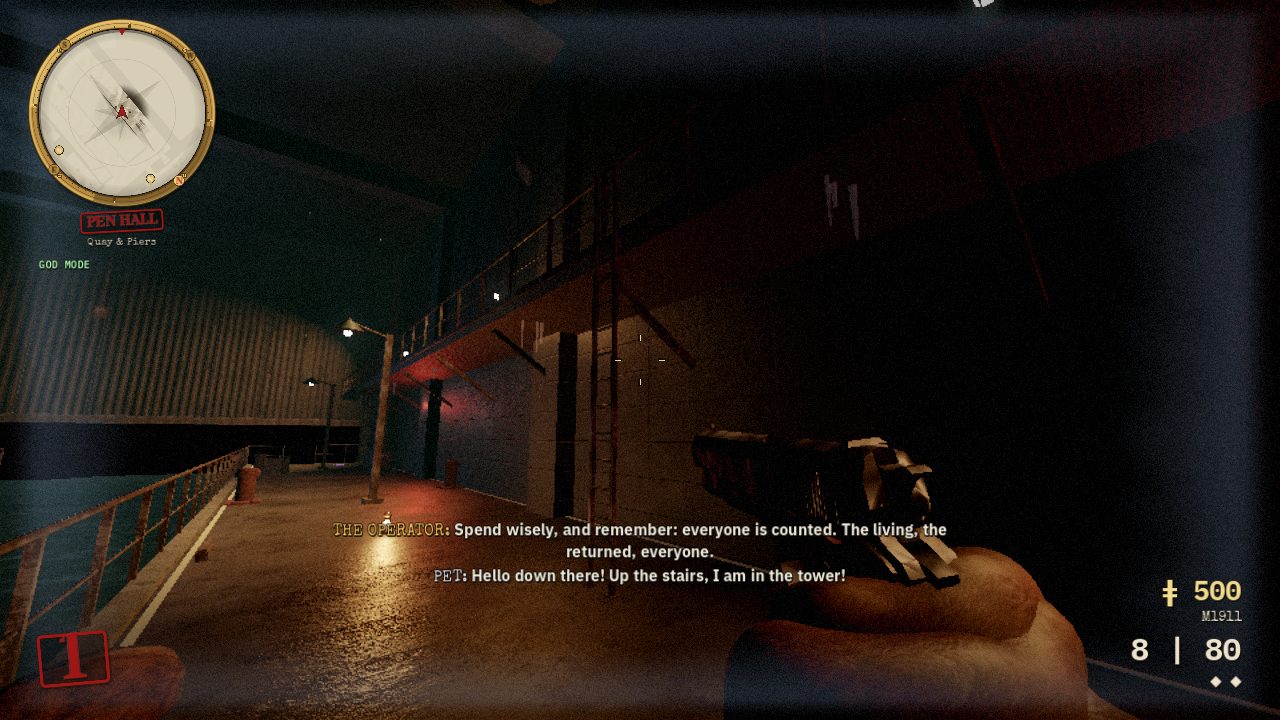 PEN HALL
Quay & Piers
GOD MODE
THE OPERATOR: Spend wisely, and remember: everyone is counted. The living, the
returned, everyone.
PET: Hello down there! Up the stairs, I am in the tower!
500
M1911
8 | 80
1